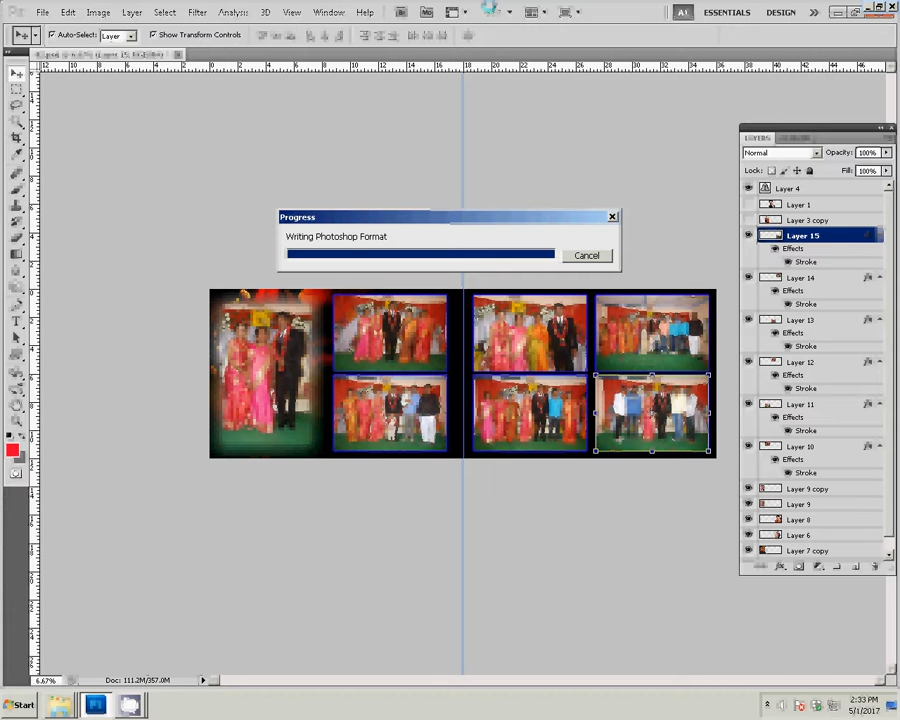 File Edit Image Layer Select Filter Analysis 3D View Window Help ESSENTIALS DESIGN
Auto-Select: Layer Show Transform Controls
LAYERS
Normal Opacity: 100%
Lock: Fill: 100%
Layer 4
Layer 1
Layer 3 copy
Layer 15
Effects
Stroke
Layer 14
Effects
Stroke
Layer 13
Effects
Stroke
Layer 12
Effects
Stroke
Layer 11
Effects
Stroke
Layer 10
Effects
Stroke
Layer 9 copy
Layer 9
Layer 8
Layer 6
Layer 7 copy
Progress
Writing Photoshop Format
Cancel
6.67% Doc: 111.2M/357.0M
Start
2:33 PM
5/1/2017